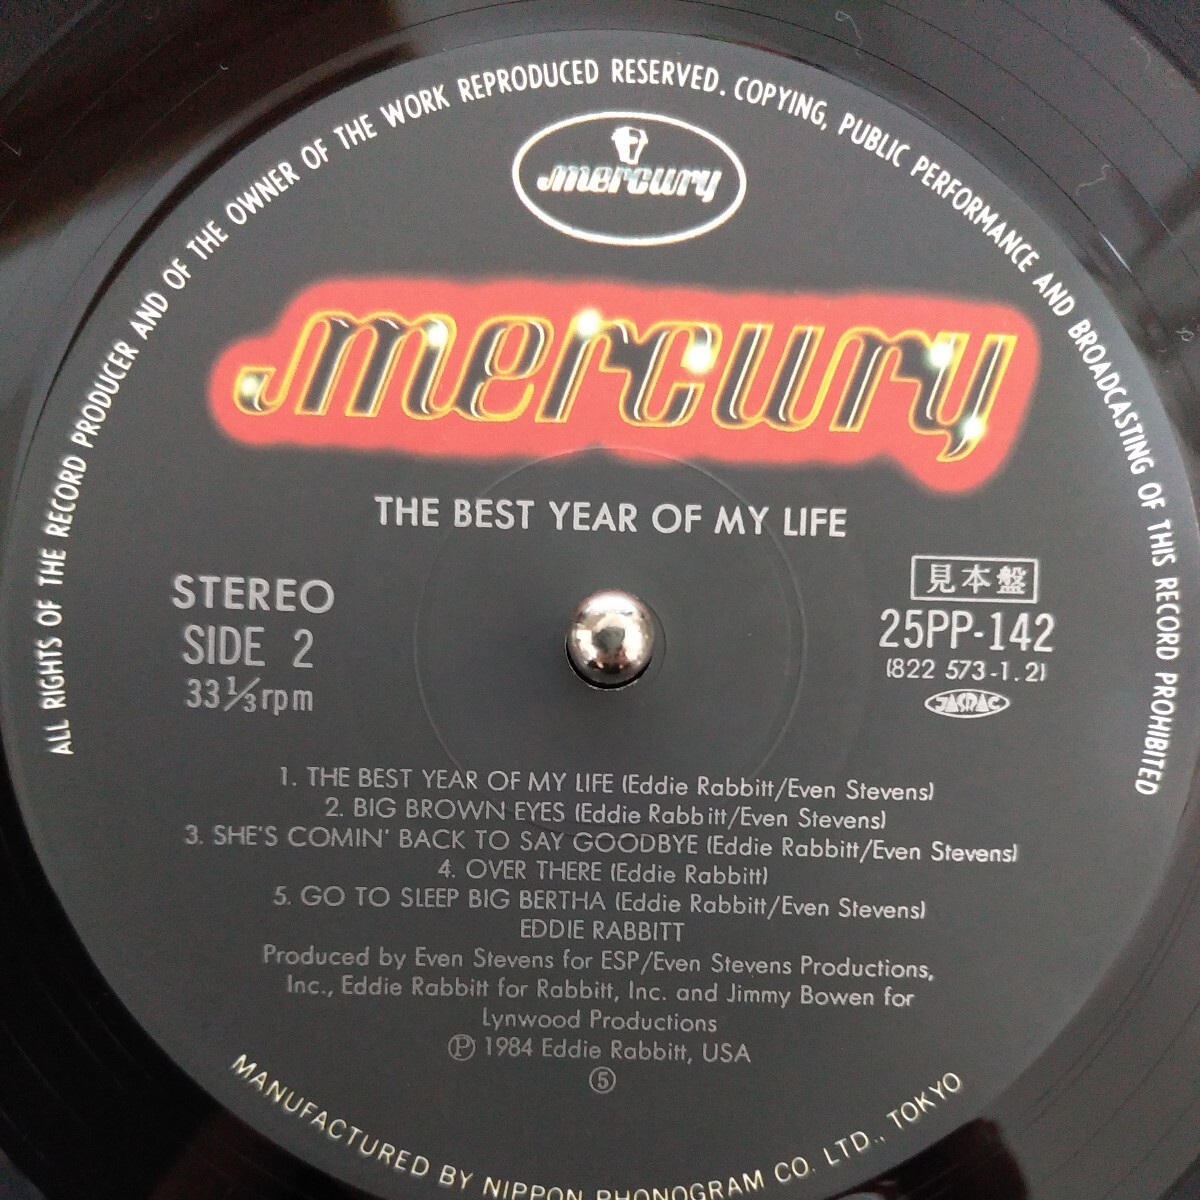 ALL RIGHTS OF THE RECORD PRODUCER AND OF THE OWNER OF THE WORK REPRODUCED RESERVED. COPYING, PUBLIC PERFORMANCE AND BROADCASTING OF THIS RECORD PROHIBITED
mercury
mercury
THE BEST YEAR OF MY LIFE
STEREO
SIDE 2
33 1/3 rpm
見本盤
25PP-142
(822 573-1.2)
JASRAC
1. THE BEST YEAR OF MY LIFE (Eddie Rabbitt/Even Stevens)
2. BIG BROWN EYES (Eddie Rabbitt/Even Stevens)
3. SHE'S COMIN' BACK TO SAY GOODBYE (Eddie Rabbitt/Even Stevens)
4. OVER THERE (Eddie Rabbitt)
5. GO TO SLEEP BIG BERTHA (Eddie Rabbitt/Even Stevens)
EDDIE RABBITT
Produced by Even Stevens for ESP/Even Stevens Productions,
Inc., Eddie Rabbitt for Rabbitt, Inc. and Jimmy Bowen for
Lynwood Productions
Ⓟ 1984 Eddie Rabbitt, USA
⑤
MANUFACTURED BY NIPPON PHONOGRAM CO. LTD., TOKYO